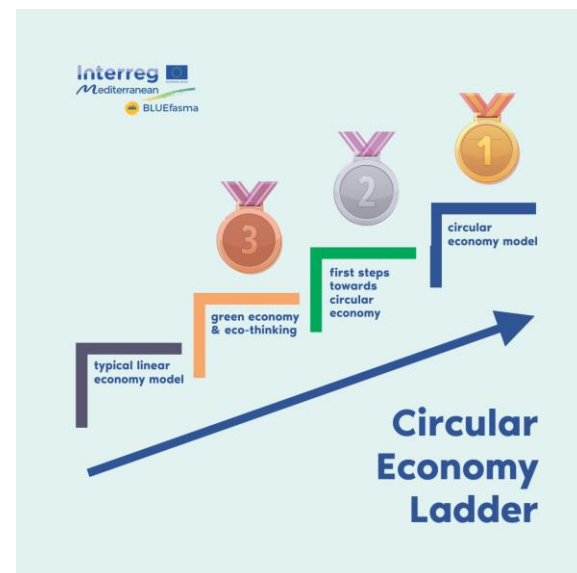 Interreg
Mediterranean
BLUEfasma
1
2
3
circular
economy model
first steps
towards
circular
economy
green economy
& eco-thinking
typical linear
economy model
Circular
Economy
Ladder